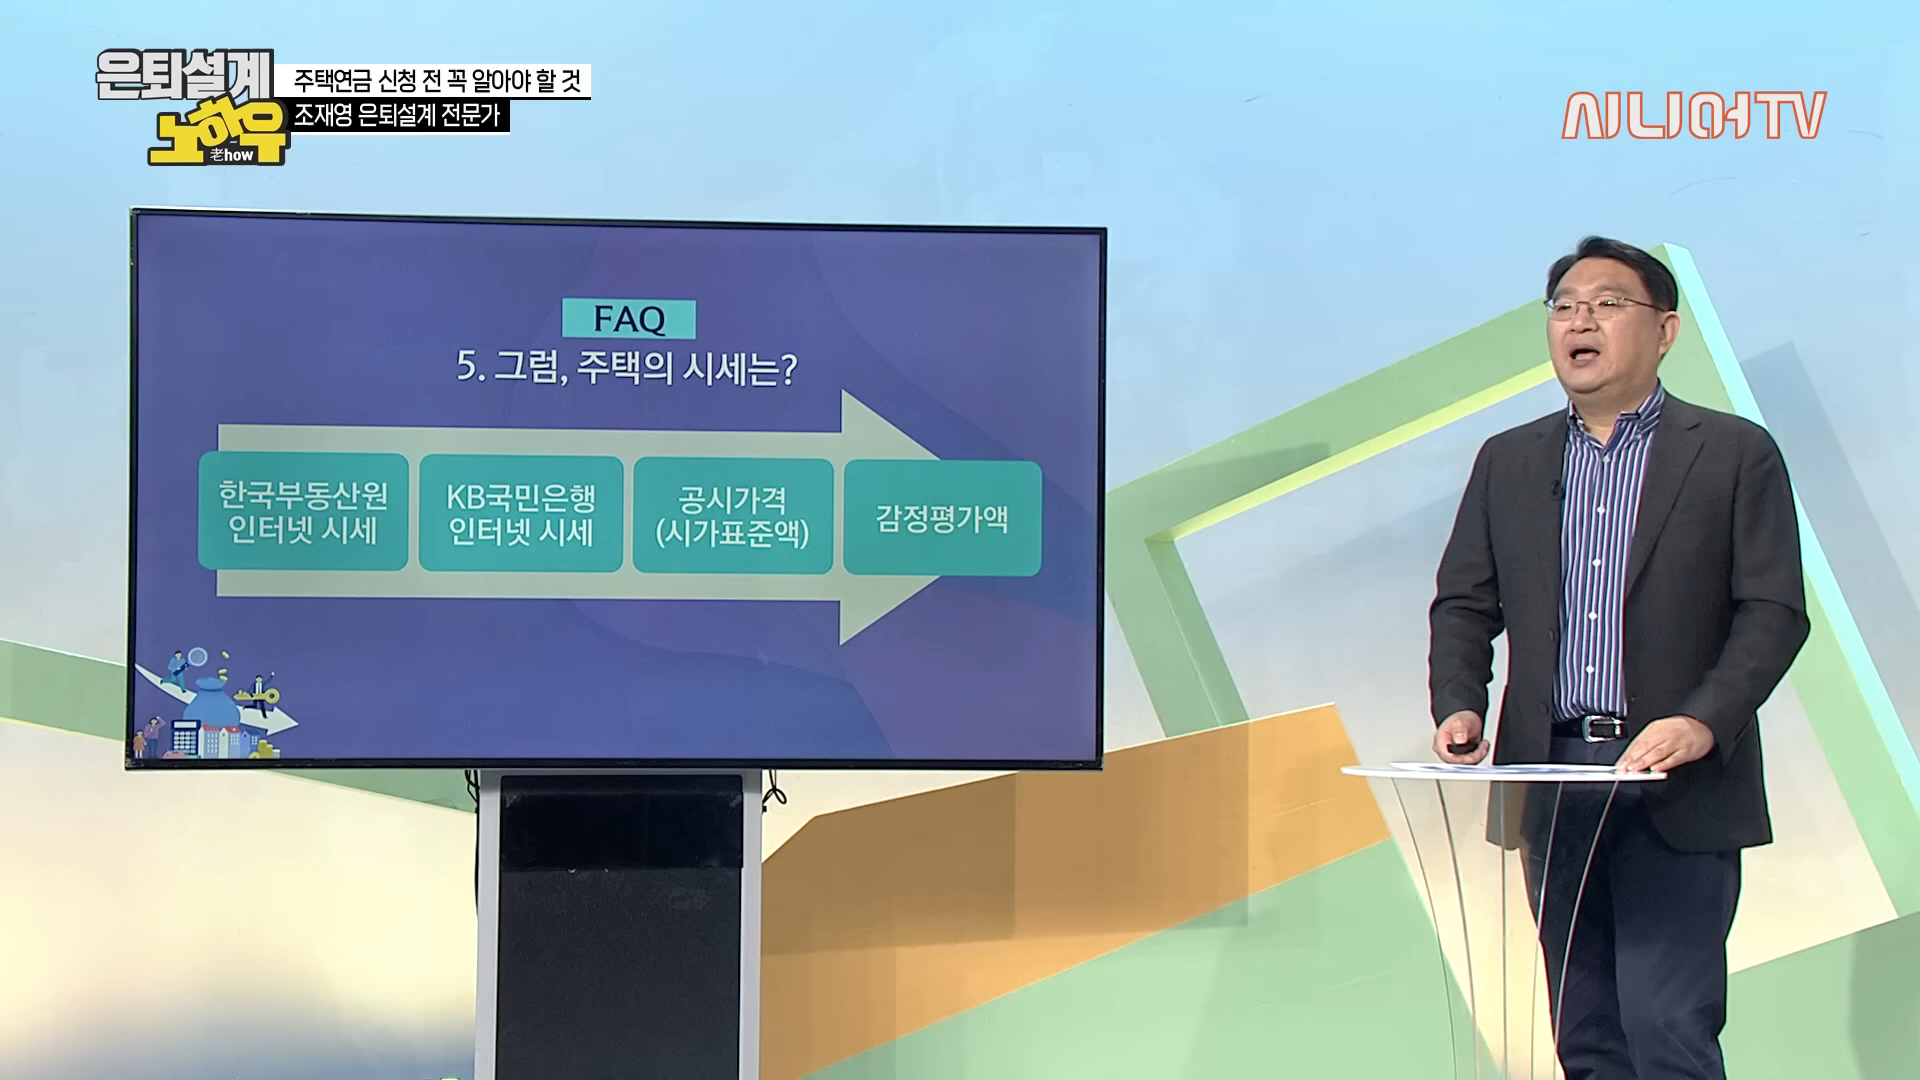 은퇴설계
노하우
老how
주택연금 신청 전 꼭 알아야 할 것
조재영 은퇴설계 전문가
시니어TV
FAQ
5. 그럼, 주택의 시세는?
한국부동산원
인터넷 시세
KB국민은행
인터넷 시세
공시가격
(시가표준액)
감정평가액